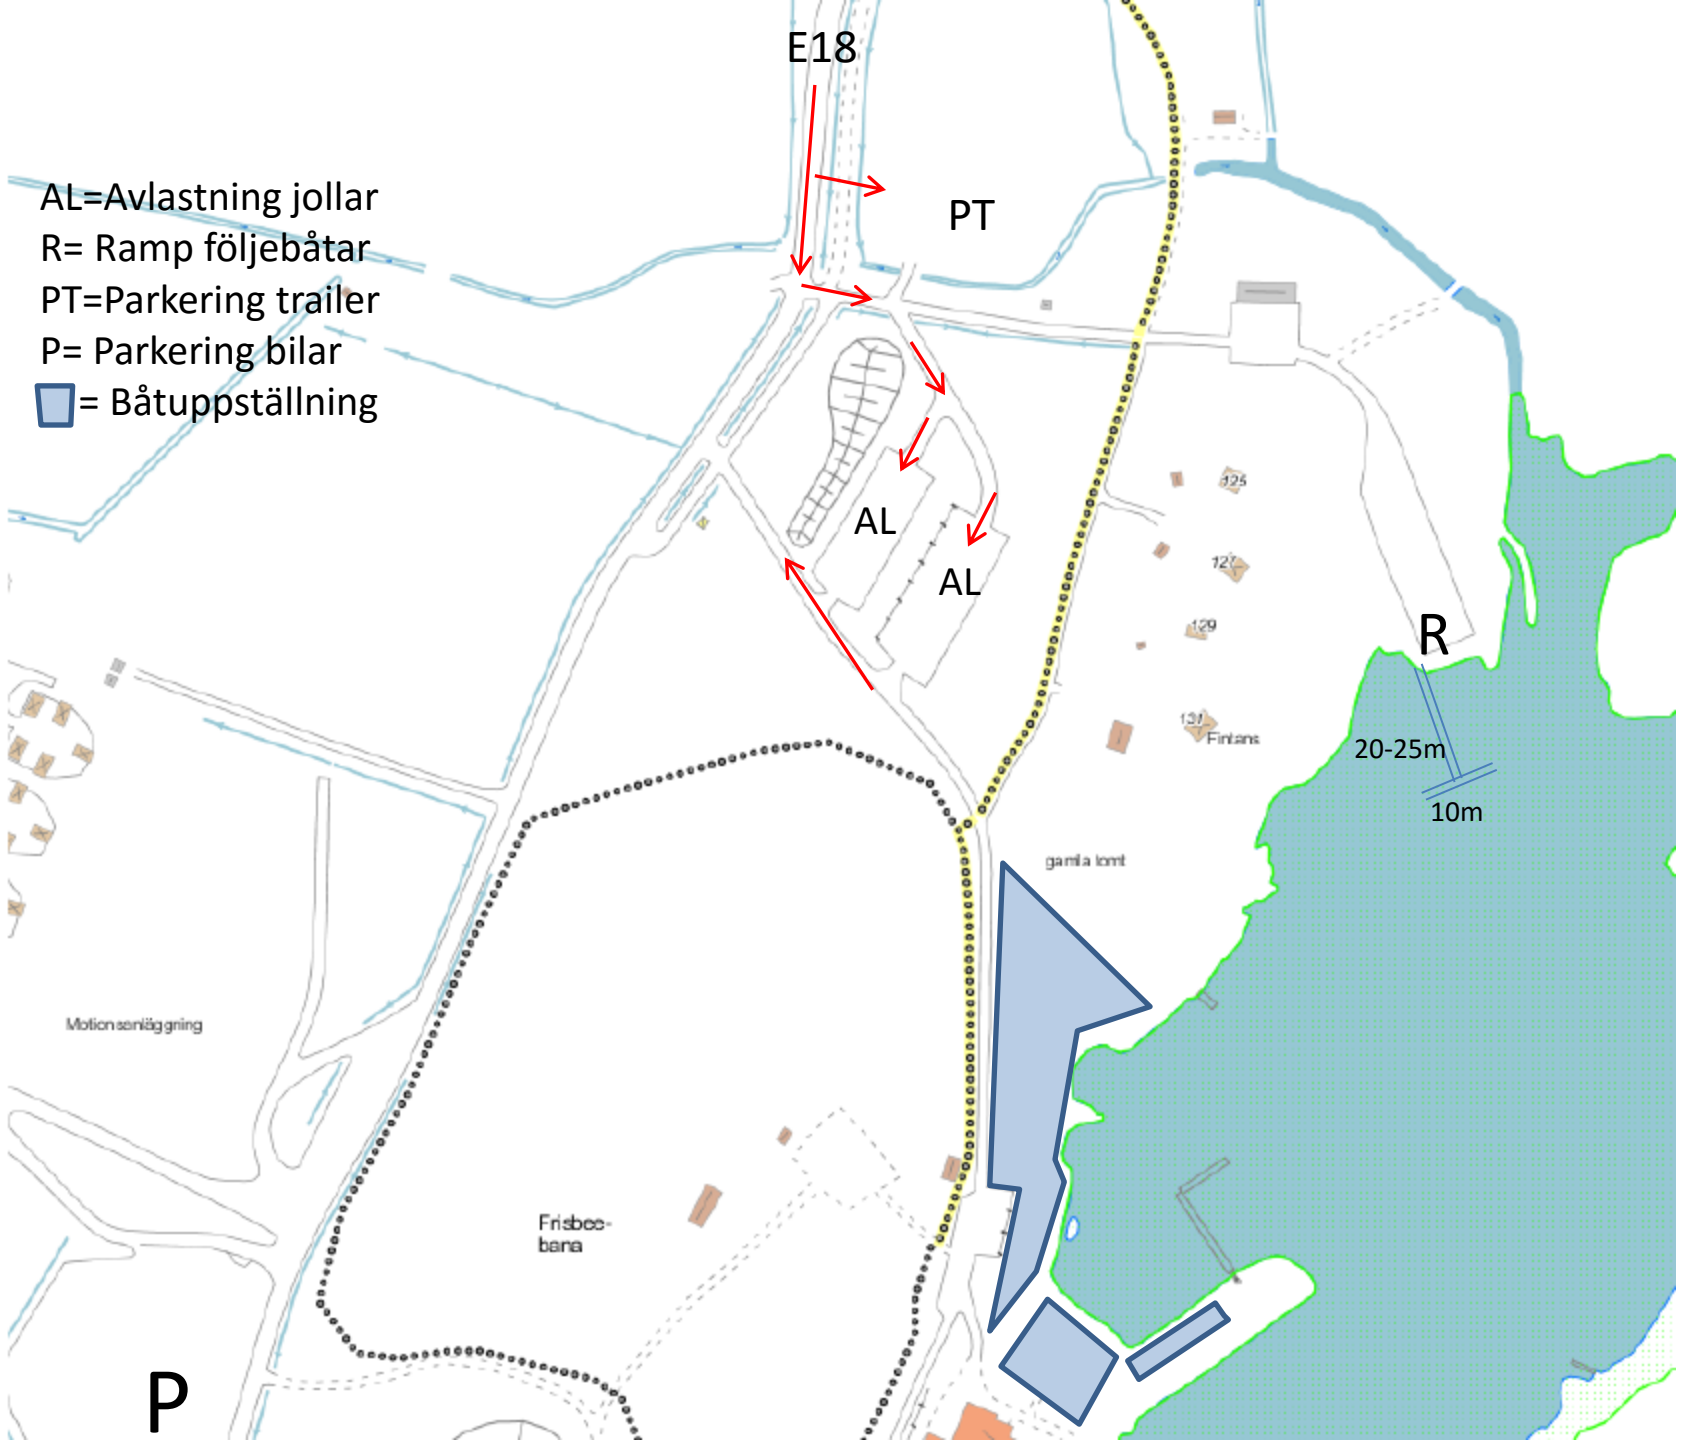 E18
AL=Avlastning jollar
R= Ramp följebåtar
PT=Parkering trailer
P= Parkering bilar
= Båtuppställning
PT
125
AL
127
AL
129
R
131
Fintans
20-25m
10m
gamla tomt
Motionsanläggning
Frisbee-
bana
P